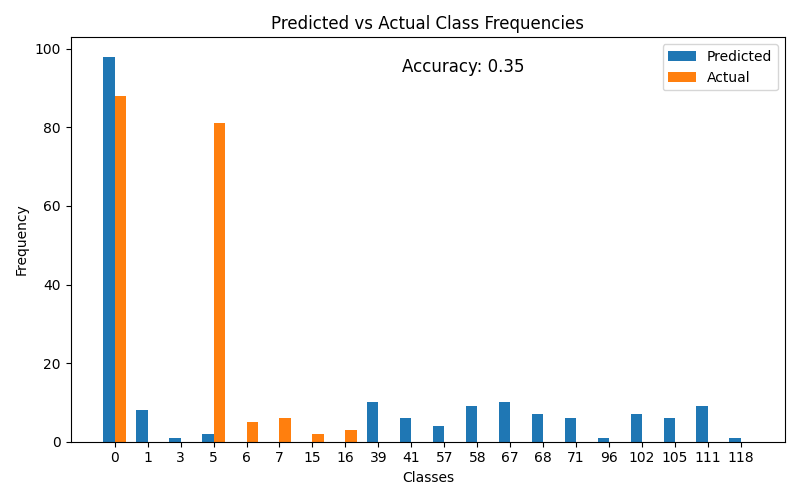 Predicted vs Actual Class Frequencies
100
Accuracy: 0.35
Predicted
Actual
80
60
40
20
0
Frequency
0 1 3 5 6 7 15 16 39 41 57 58 67 68 71 96 102 105 111 118
Classes